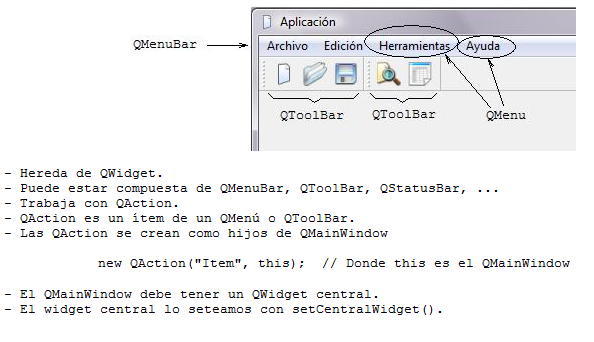 Aplicación
QMenuBar
Archivo Edición Herramientas Ayuda
QToolBar QToolBar QMenu
- Hereda de QWidget.
- Puede estar compuesta de QMenuBar, QToolBar, QStatusBar, ...
- Trabaja con QAction.
- QAction es un ítem de un QMenú o QToolBar.
- Las QAction se crean como hijos de QMainWindow
new QAction("Item", this); // Donde this es el QMainWindow
- El QMainWindow debe tener un QWidget central.
- El widget central lo seteamos con setCentralWidget().